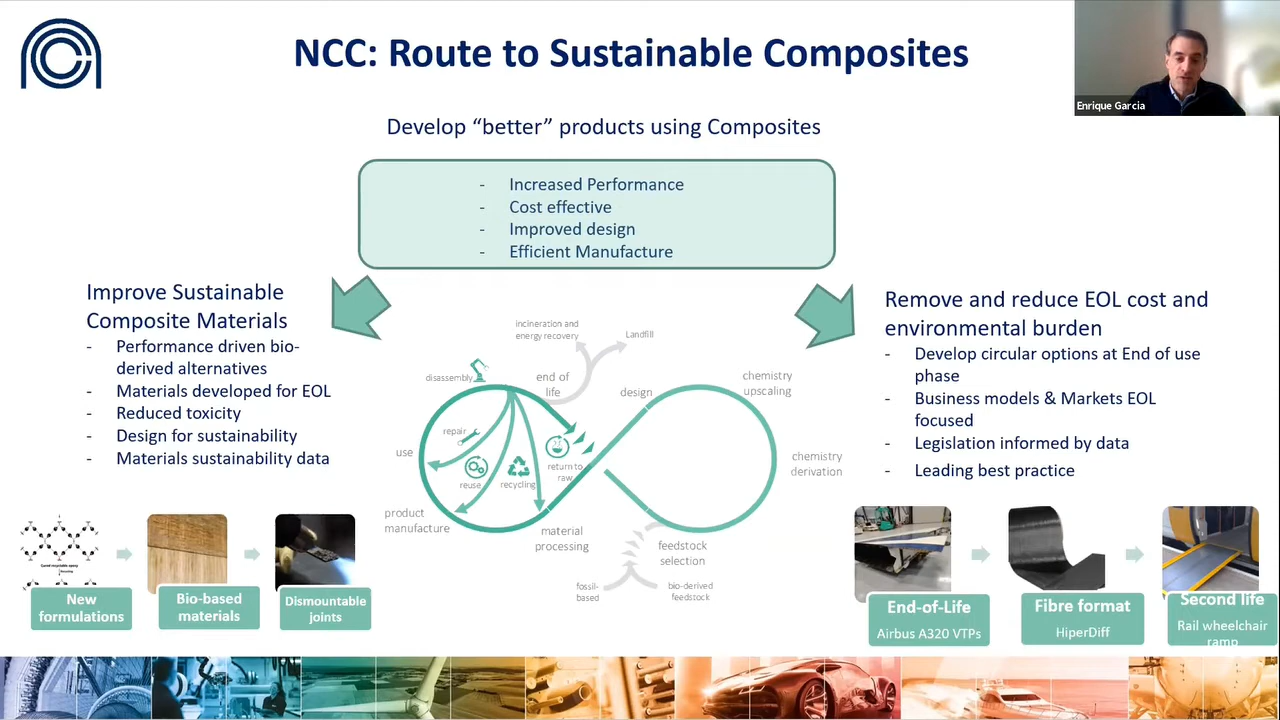 NCC: Route to Sustainable Composites
Enrique Garcia
Develop “better” products using Composites
- Increased Performance
- Cost effective
- Improved design
- Efficient Manufacture
Improve Sustainable
Composite Materials
- Performance driven bio-
derived alternatives
- Materials developed for EOL
- Reduced toxicity
- Design for sustainability
- Materials sustainability data
Remove and reduce EOL cost and
environmental burden
- Develop circular options at End of use
phase
- Business models & Markets EOL
focused
- Legislation informed by data
- Leading best practice
incineration and
energy recovery
Landfill
disassembly
end of
life
design
chemistry
upscaling
repair
use
reuse
recycling
return to
raw
chemistry
derivation
product
manufacture
material
processing
feedstock
selection
fossil-
based
bio-derived
feedstock
New
formulations
Bio-based
materials
Dismountable
joints
End-of-Life
Airbus A320 VTPs
Fibre format
HiperDiff
Second life
Rail wheelchair
ramp